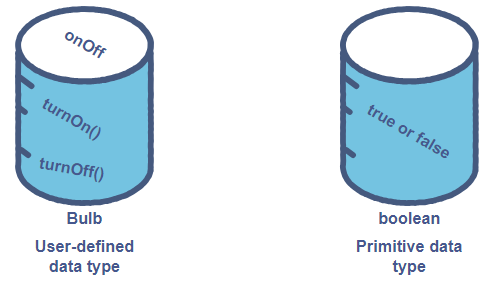 onOff
turnOn()
turnOff()
Bulb
User-defined
data type
true or false
boolean
Primitive data
type